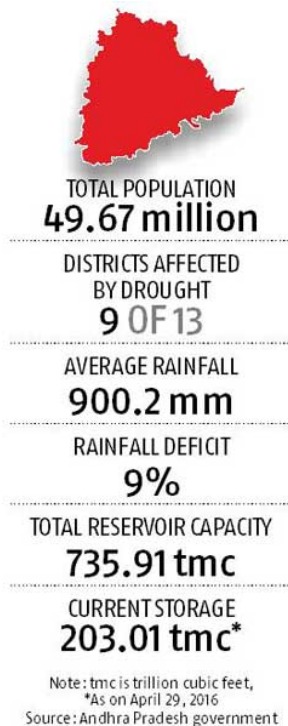 TOTAL POPULATION
49.67 million
DISTRICTS AFFECTED
BY DROUGHT
9 OF 13
AVERAGE RAINFALL
900.2 mm
RAINFALL DEFICIT
9%
TOTAL RESERVOIR CAPACITY
735.91 tmc
CURRENT STORAGE
203.01 tmc*
Note: tmc is trillion cubic feet,
*As on April 29, 2016
Source: Andhra Pradesh government